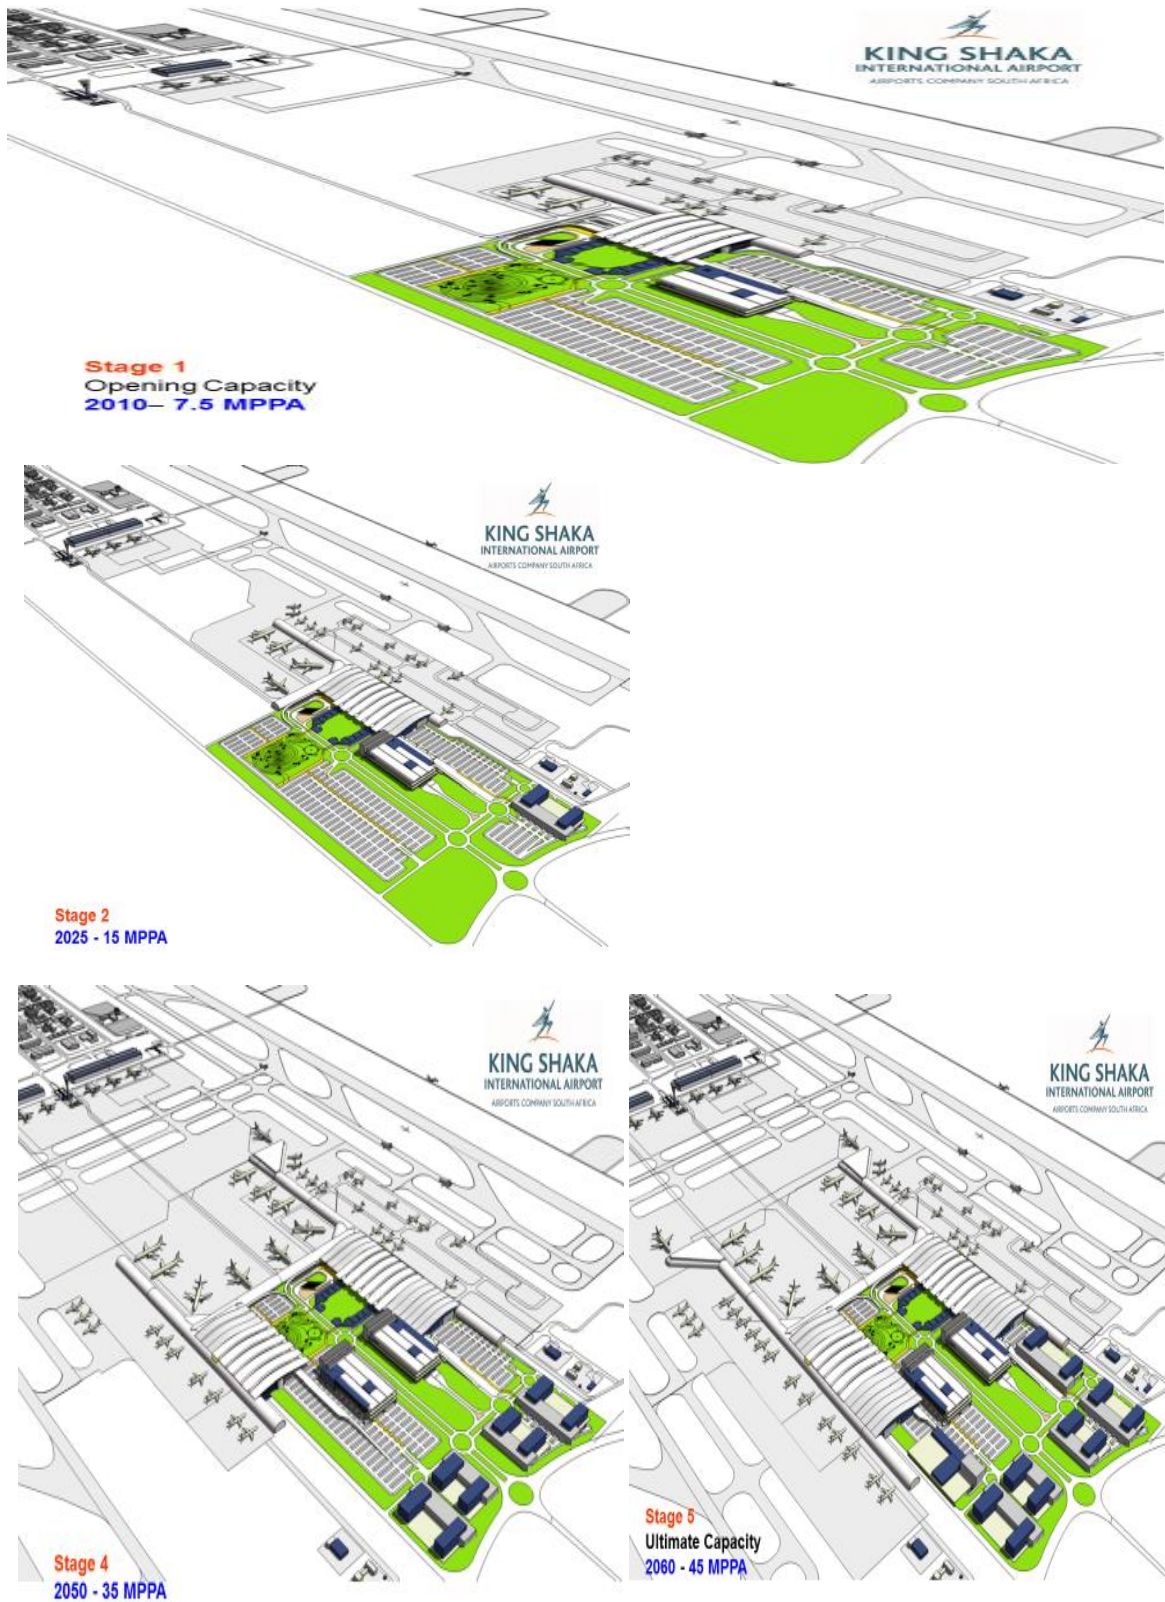 KING SHAKA
INTERNATIONAL AIRPORT
AIRPORTS COMPANY SOUTH AFRICA
Stage 1
Opening Capacity
2010– 7.5 MPPA
KING SHAKA
INTERNATIONAL AIRPORT
AIRPORTS COMPANY SOUTH AFRICA
Stage 2
2025 - 15 MPPA
KING SHAKA
INTERNATIONAL AIRPORT
AIRPORTS COMPANY SOUTH AFRICA
Stage 4
2050 - 35 MPPA
KING SHAKA
INTERNATIONAL AIRPORT
AIRPORTS COMPANY SOUTH AFRICA
Stage 5
Ultimate Capacity
2060 - 45 MPPA